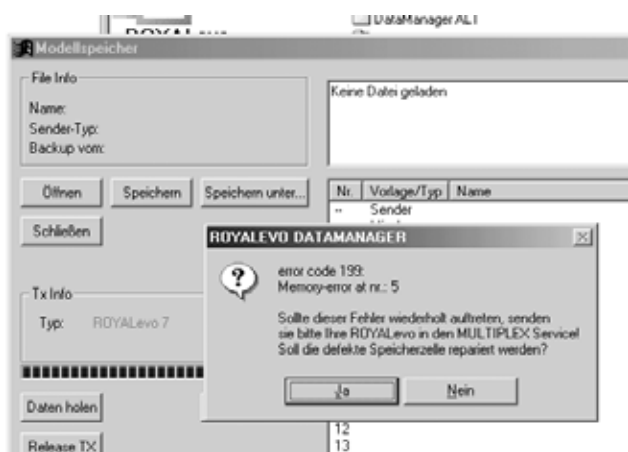 DataManager ALT
Modellspeicher
File Info
Name:
Sender-Typ:
Backup vom:
Keine Datei geladen
Öffnen
Speichern
Speichern unter...
Schließen
Nr.
Vorlage/Typ
Name
--
Sender
ROYALEVO DATAMANAGER
error code 199:
Memory-error at nr.: 5
Sollte dieser Fehler wiederholt auftreten, senden
sie bitte Ihre ROYALevo in den MULTIPLEX Service!
Soll die defekte Speicherzelle repariert werden?
Ja
Nein
Tx Info
Typ:
ROYALevo 7
Daten holen
Release TX
12
13